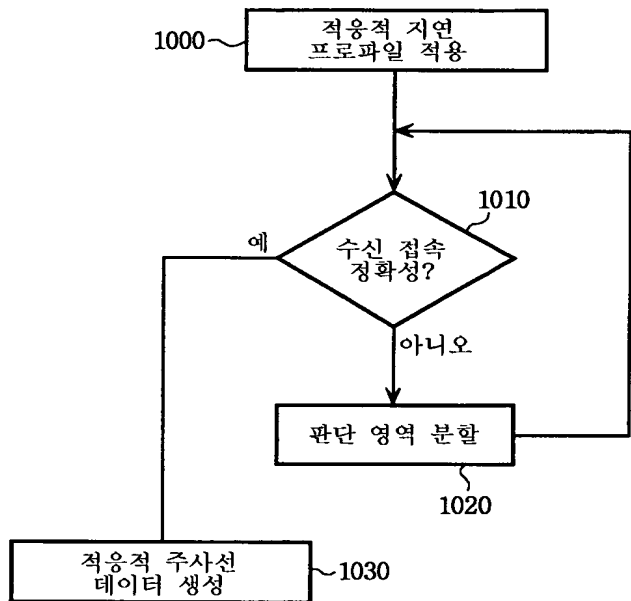 1000
적응적 지연
프로파일 적용
1010
예
수신 접속
정확성?
아니오
판단 영역 분할
1020
적응적 주사선
데이터 생성
1030